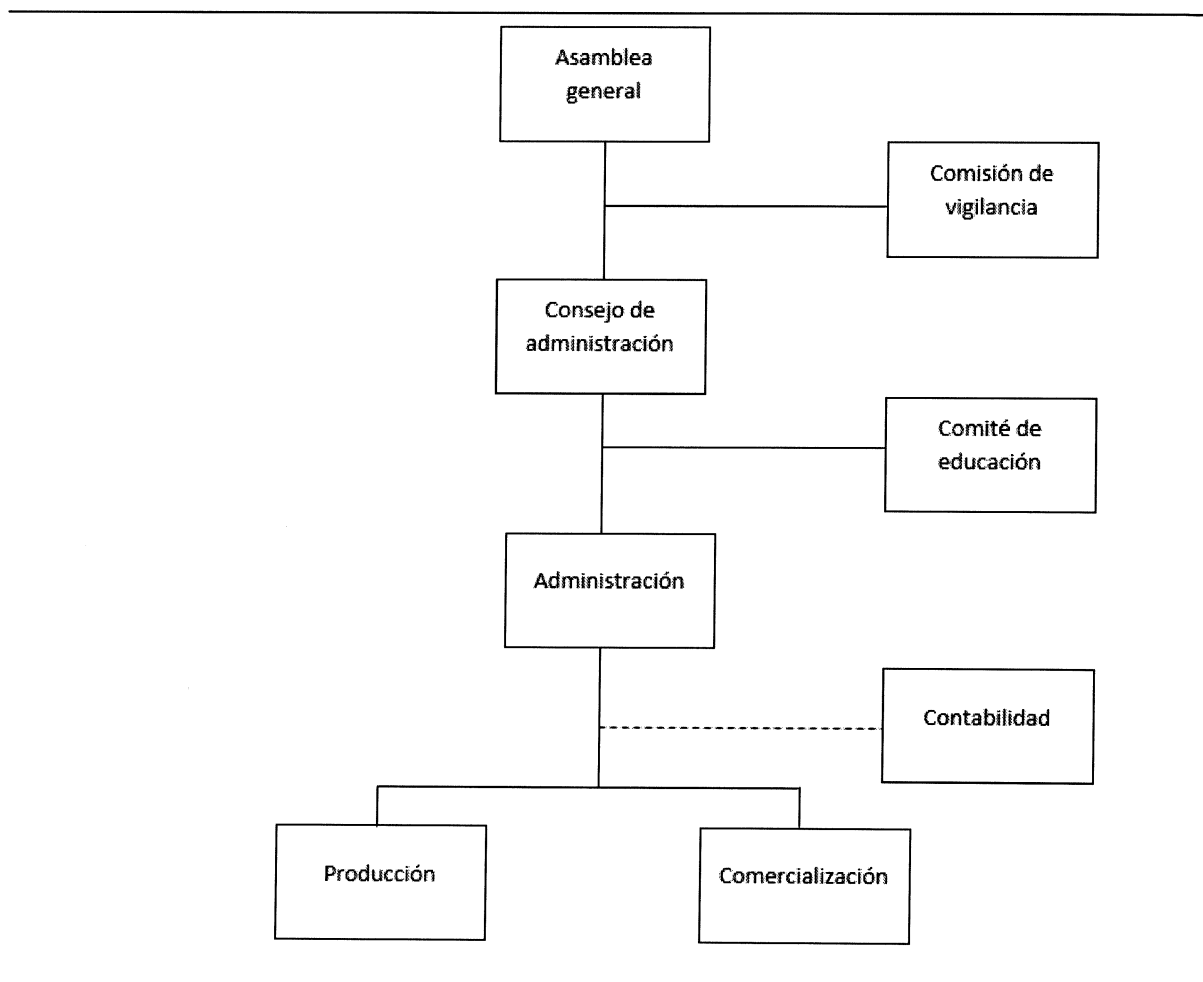 Asamblea
general
Comisión de
vigilancia
Consejo de
administración
Comité de
educación
Administración
Contabilidad
Producción
Comercialización